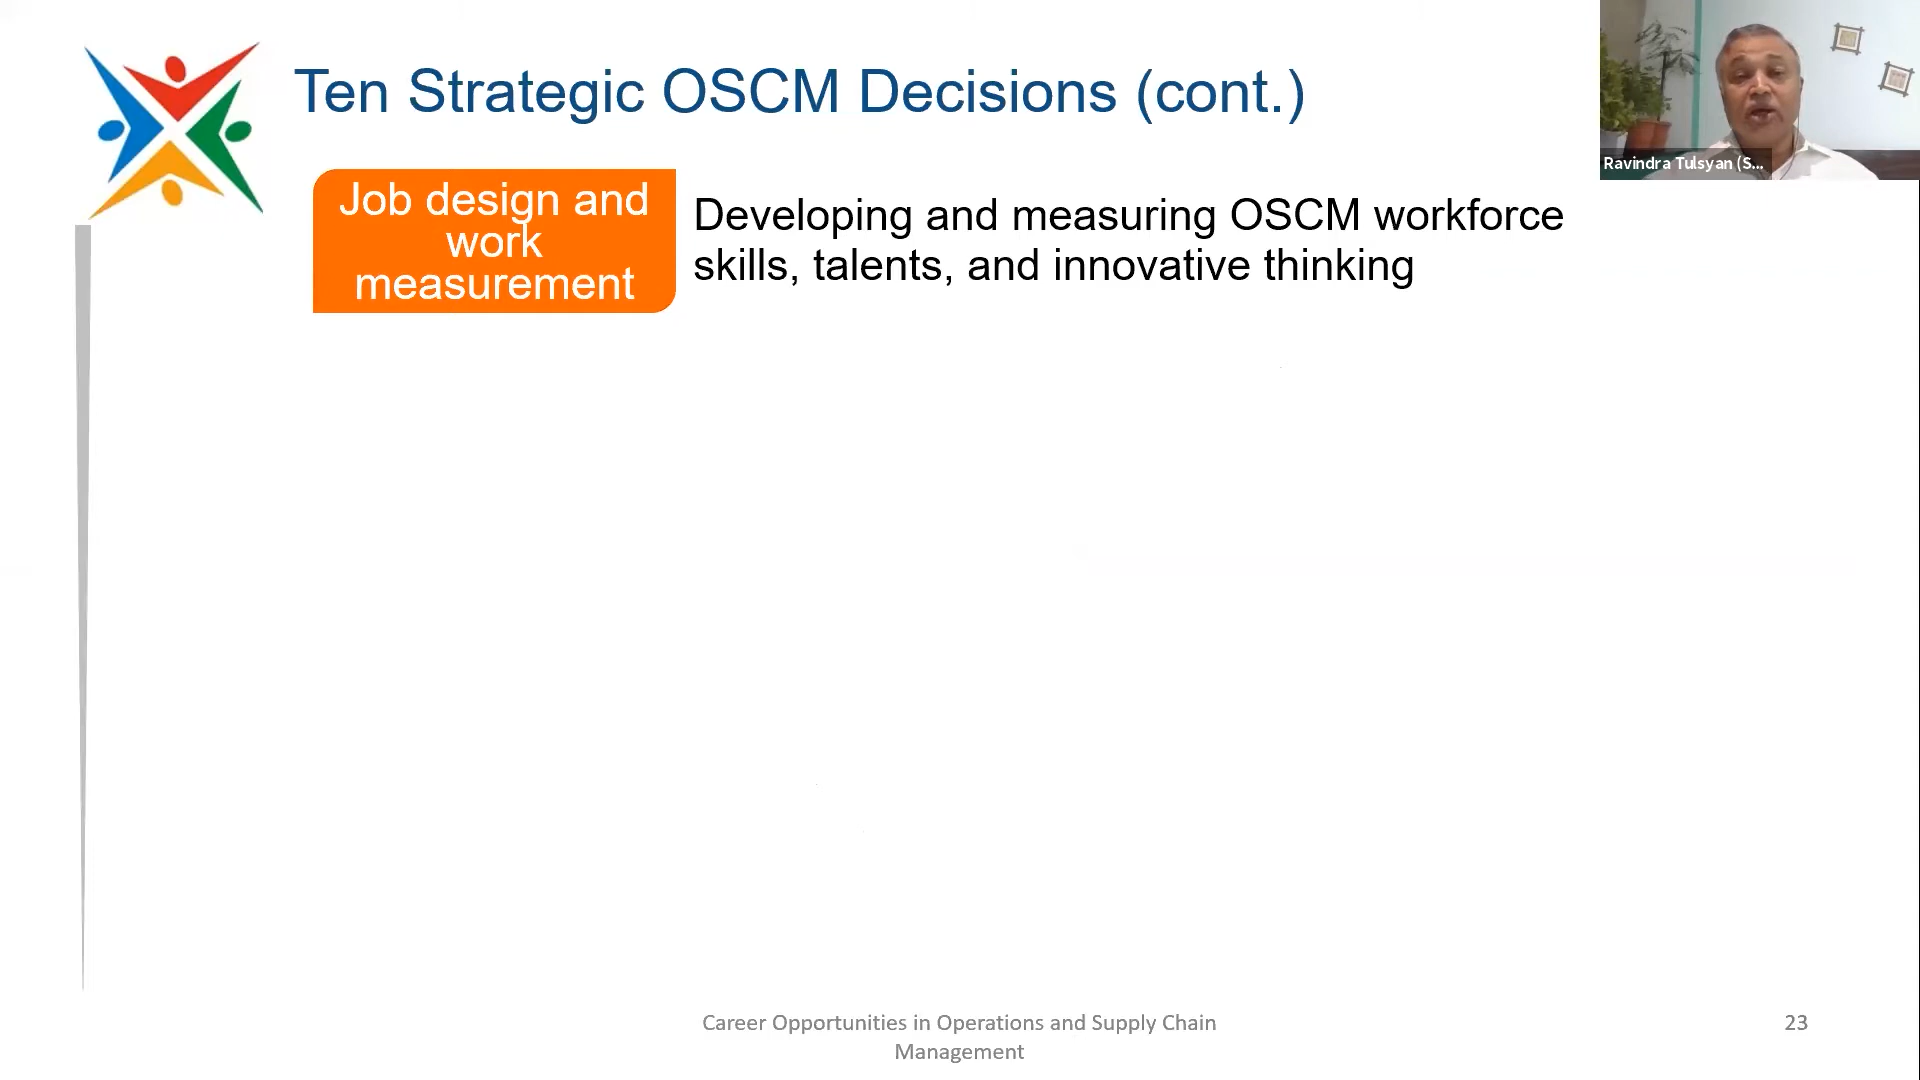 Ten Strategic OSCM Decisions (cont.)
Job design and
work
measurement
Developing and measuring OSCM workforce
skills, talents, and innovative thinking
Ravindra Tulsyan (S...
Career Opportunities in Operations and Supply Chain
Management
23